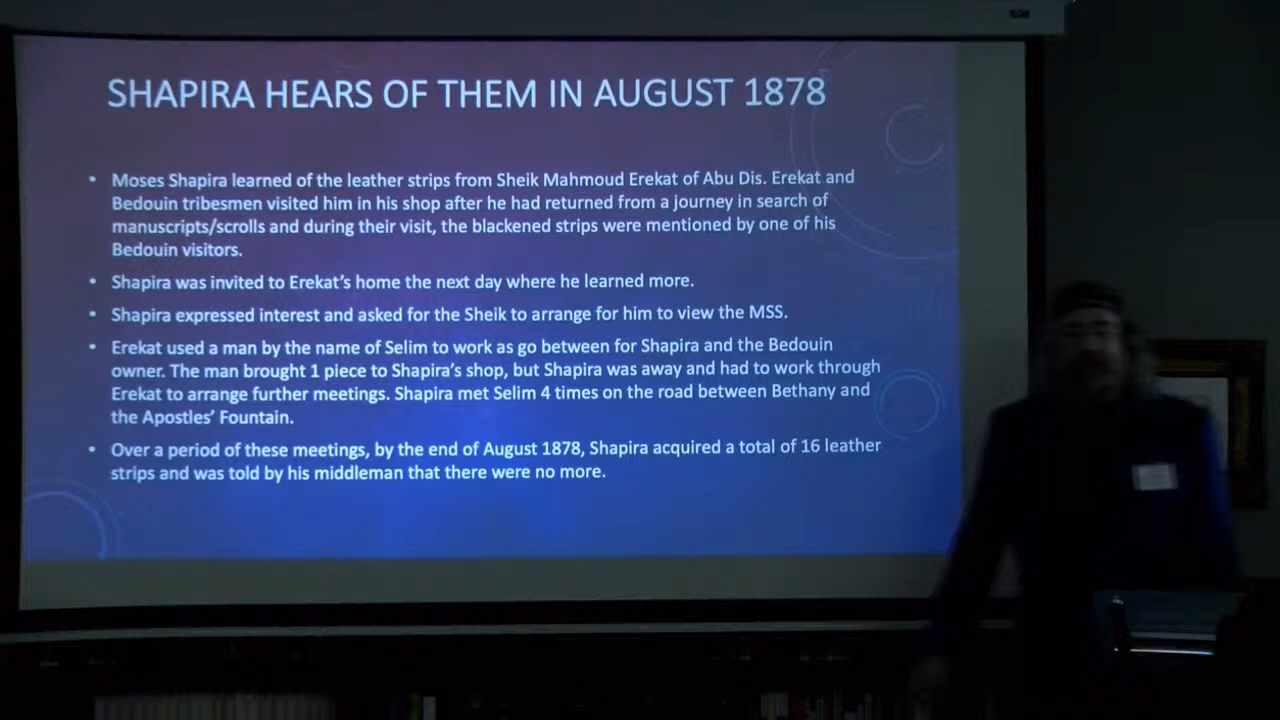 SHAPIRA HEARS OF THEM IN AUGUST 1878
• Moses Shapira learned of the leather strips from Sheik Mahmoud Erekat of Abu Dis. Erekat and
Bedouin tribesmen visited him in his shop after he had returned from a journey in search of
manuscripts/scrolls and during their visit, the blackened strips were mentioned by one of his
Bedouin visitors.
• Shapira was invited to Erekat's home the next day where he learned more.
• Shapira expressed interest and asked for the Sheik to arrange for him to view the MSS.
• Erekat used a man by the name of Selim to work as go between for Shapira and the Bedouin
owner. The man brought 1 piece to Shapira's shop, but Shapira was away and had to work through
Erekat to arrange further meetings. Shapira met Selim 4 times on the road between Bethany and
the Apostles' Fountain.
• Over a period of these meetings, by the end of August 1878, Shapira acquired a total of 16 leather
strips and was told by his middleman that there were no more.